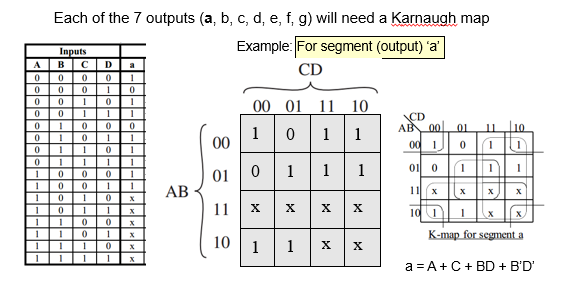 Each of the 7 outputs (a, b, c, d, e, f, g) will need a Karnaugh map
Example: For segment (output) 'a'
Inputs
A B C D a
0 0 0 0 1
0 0 0 1 0
0 0 1 0 1
0 0 1 1 1
0 1 0 0 0
0 1 0 1 1
0 1 1 0 1
0 1 1 1 1
1 0 0 0 1
1 0 0 1 1
1 0 1 0 x
1 0 1 1 x
1 1 0 0 x
1 1 0 1 x
1 1 1 0 x
1 1 1 1 x
CD
00 01 11 10
AB
00 1 0 1 1
01 0 1 1 1
11 x x x x
10 1 1 x x
CD
AB 00 01 11 10
00 1 0 1 1
01 0 1 1 1
11 x x x x
10 1 1 x x
K-map for segment a
a = A + C + BD + B'D'